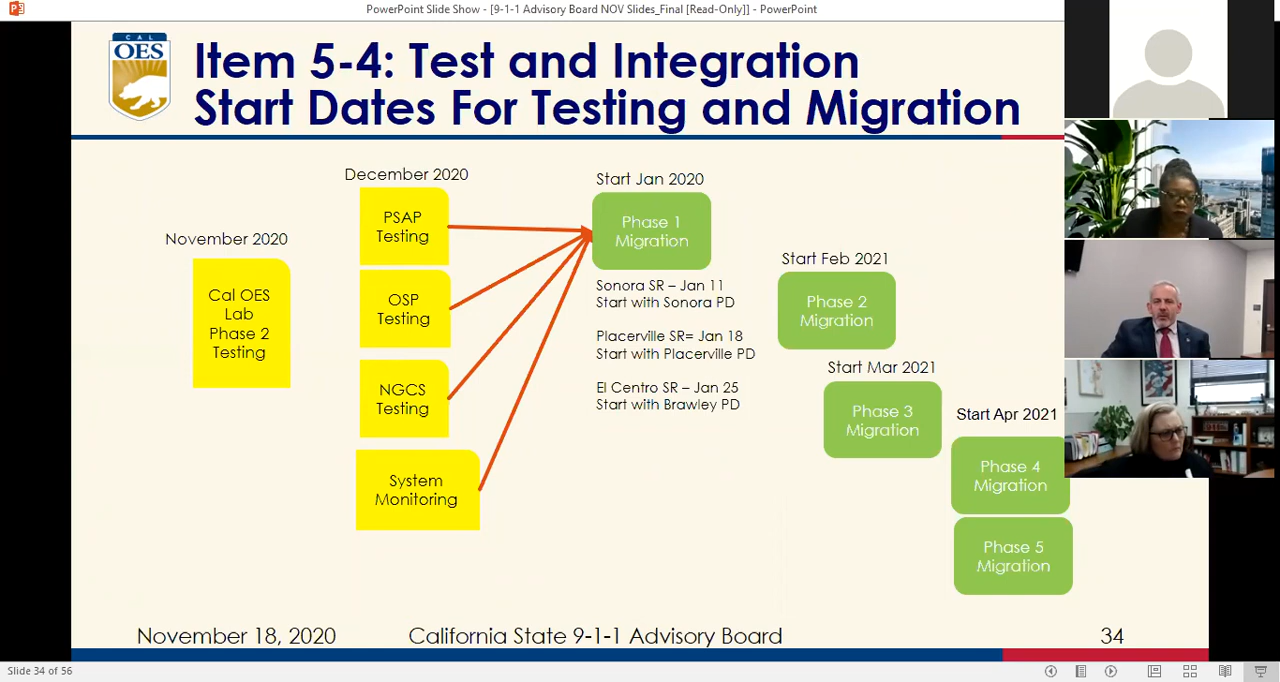 PowerPoint Slide Show - [9-1-1 Advisory Board NOV Slides_Final [Read-Only]] - PowerPoint
CAL
OES
Item 5-4: Test and Integration
Start Dates For Testing and Migration
November 2020
Cal OES
Lab
Phase 2
Testing
December 2020
PSAP
Testing
OSP
Testing
NGCS
Testing
System
Monitoring
Start Jan 2020
Phase 1
Migration
Sonora SR – Jan 11
Start with Sonora PD
Placerville SR= Jan 18
Start with Placerville PD
El Centro SR – Jan 25
Start with Brawley PD
Start Feb 2021
Phase 2
Migration
Start Mar 2021
Phase 3
Migration
Start Apr 2021
Phase 4
Migration
Phase 5
Migration
November 18, 2020
California State 9-1-1 Advisory Board
34
Slide 34 of 56